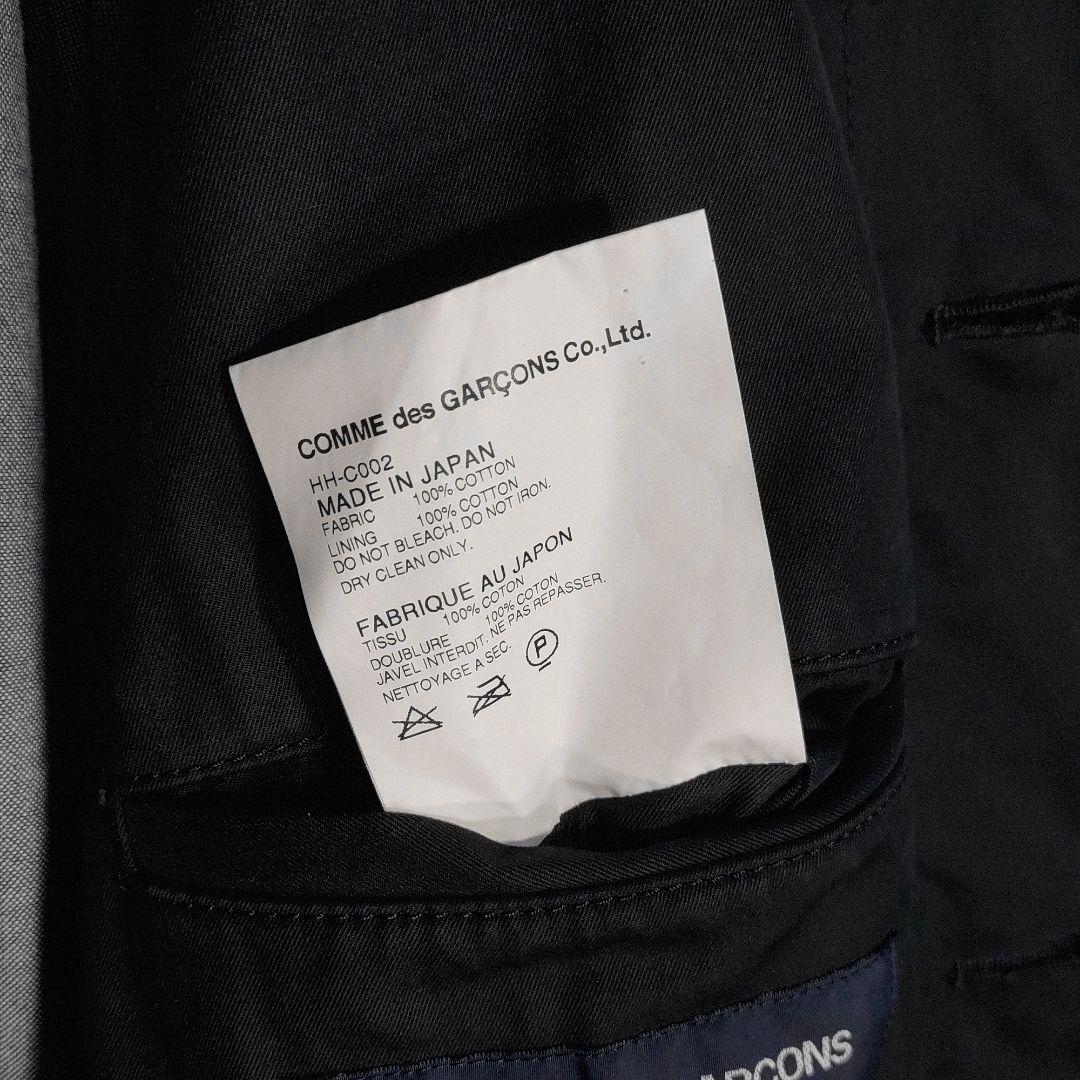 COMME des GARÇONS Co.,Ltd.
HH-C002
MADE IN JAPAN
FABRIC 100% COTTON
LINING 100% COTTON
DO NOT BLEACH. DO NOT IRON.
DRY CLEAN ONLY.
FABRIQUE AU JAPON
TISSU 100% COTON
DOUBLURE 100% COTON
JAVEL INTERDIT. NE PAS REPASSER.
NETTOYAGE A SEC.
P
GARCONS